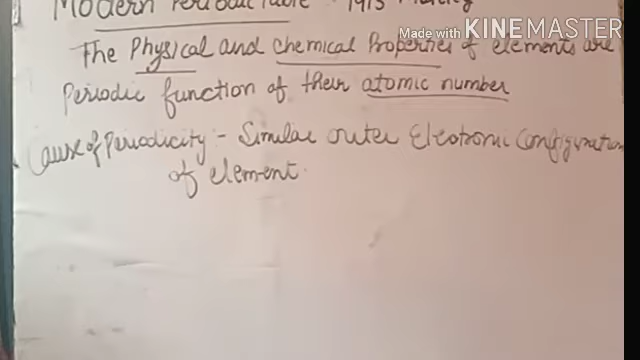 Modern Periodic Table 1913
Made with KINEMASTER
The Physical and chemical Properties of elements are
Periodic function of their atomic number
Cause of Periodicity :- Similar outer Electronic Configuration
of element